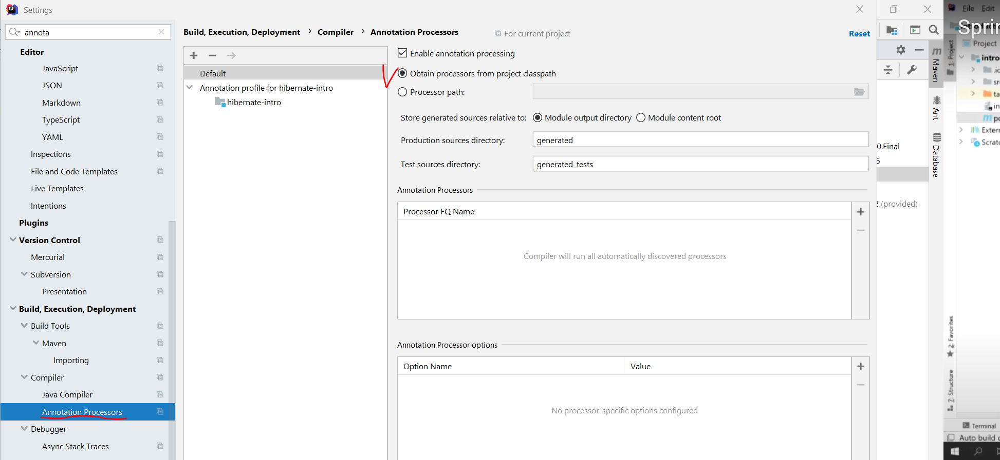 Settings
annota
Editor
JavaScript
JSON
Markdown
TypeScript
YAML
Inspections
File and Code Templates
Live Templates
Intentions
Plugins
Version Control
Mercurial
Subversion
Presentation
Build, Execution, Deployment
Build Tools
Maven
Importing
Compiler
Java Compiler
Annotation Processors
Debugger
Async Stack Traces
Build, Execution, Deployment › Compiler › Annotation Processors
For current project
Reset
Default
Annotation profile for hibernate-intro
hibernate-intro
Enable annotation processing
Obtain processors from project classpath
Processor path:
Store generated sources relative to: Module output directory Module content root
Production sources directory: generated
Test sources directory: generated_tests
Annotation Processors
Processor FQ Name
Compiler will run all automatically discovered processors
Annotation Processor options
Option Name Value
No processor-specific options configured
0.Final
5
2 (provided)
m Maven
Ant
Database
File Edit
Sprin
1: Project
Project
intro
.ic
sr
ta
in
m po
Extern
Scratc
2: Favorites
Z: Structure
Terminal
Auto build c